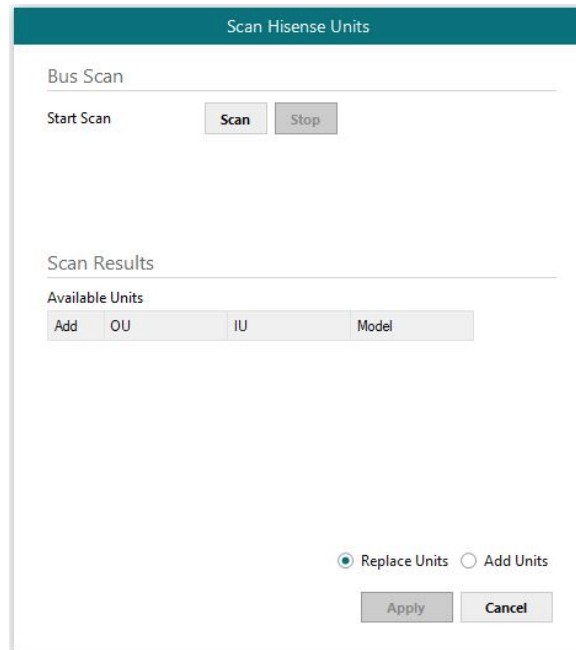 Scan Hisense Units
Bus Scan
Start Scan Scan Stop
Scan Results
Available Units
Add OU IU Model
Replace Units Add Units
Apply Cancel